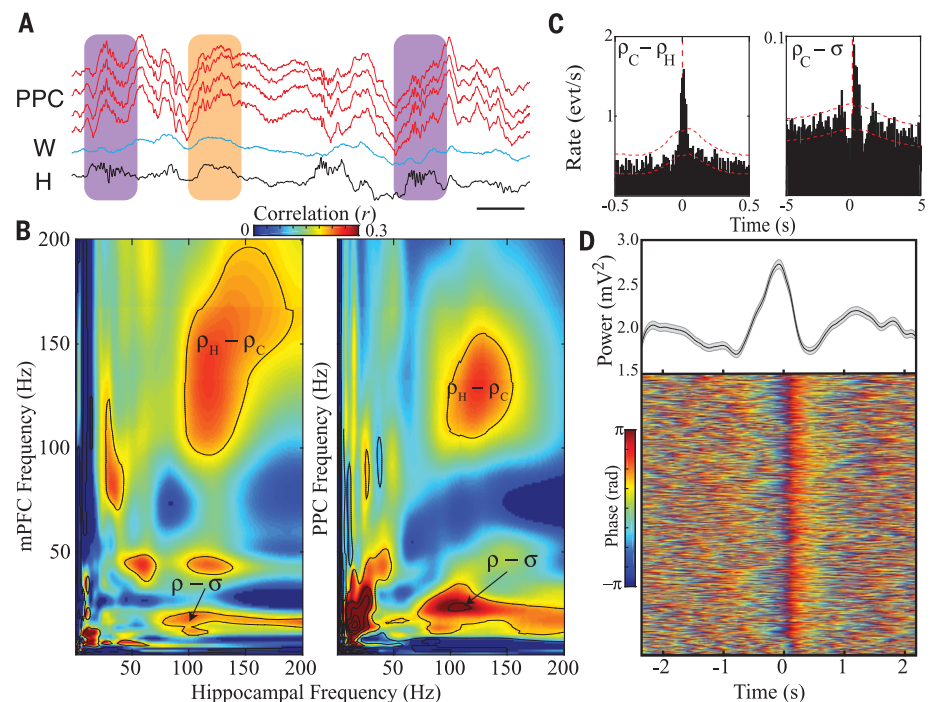 A
PPC
W
H
C
ρC – ρH
ρC – σ
2
1
0
0.1
Rate (evt/s)
-0.5 0 0.5
-5 0 5
Time (s)
B
Correlation (r)
0 0.3
200
150
100
50
mPFC Frequency (Hz)
ρH – ρC
ρ – σ
50 100 150 200
PPC Frequency (Hz)
ρH – ρC
ρ – σ
50 100 150 200
Hippocampal Frequency (Hz)
D
3.0
2.5
2.0
1.5
Power (mV²)
π
Phase (rad)
–π
-2 -1 0 1 2
Time (s)